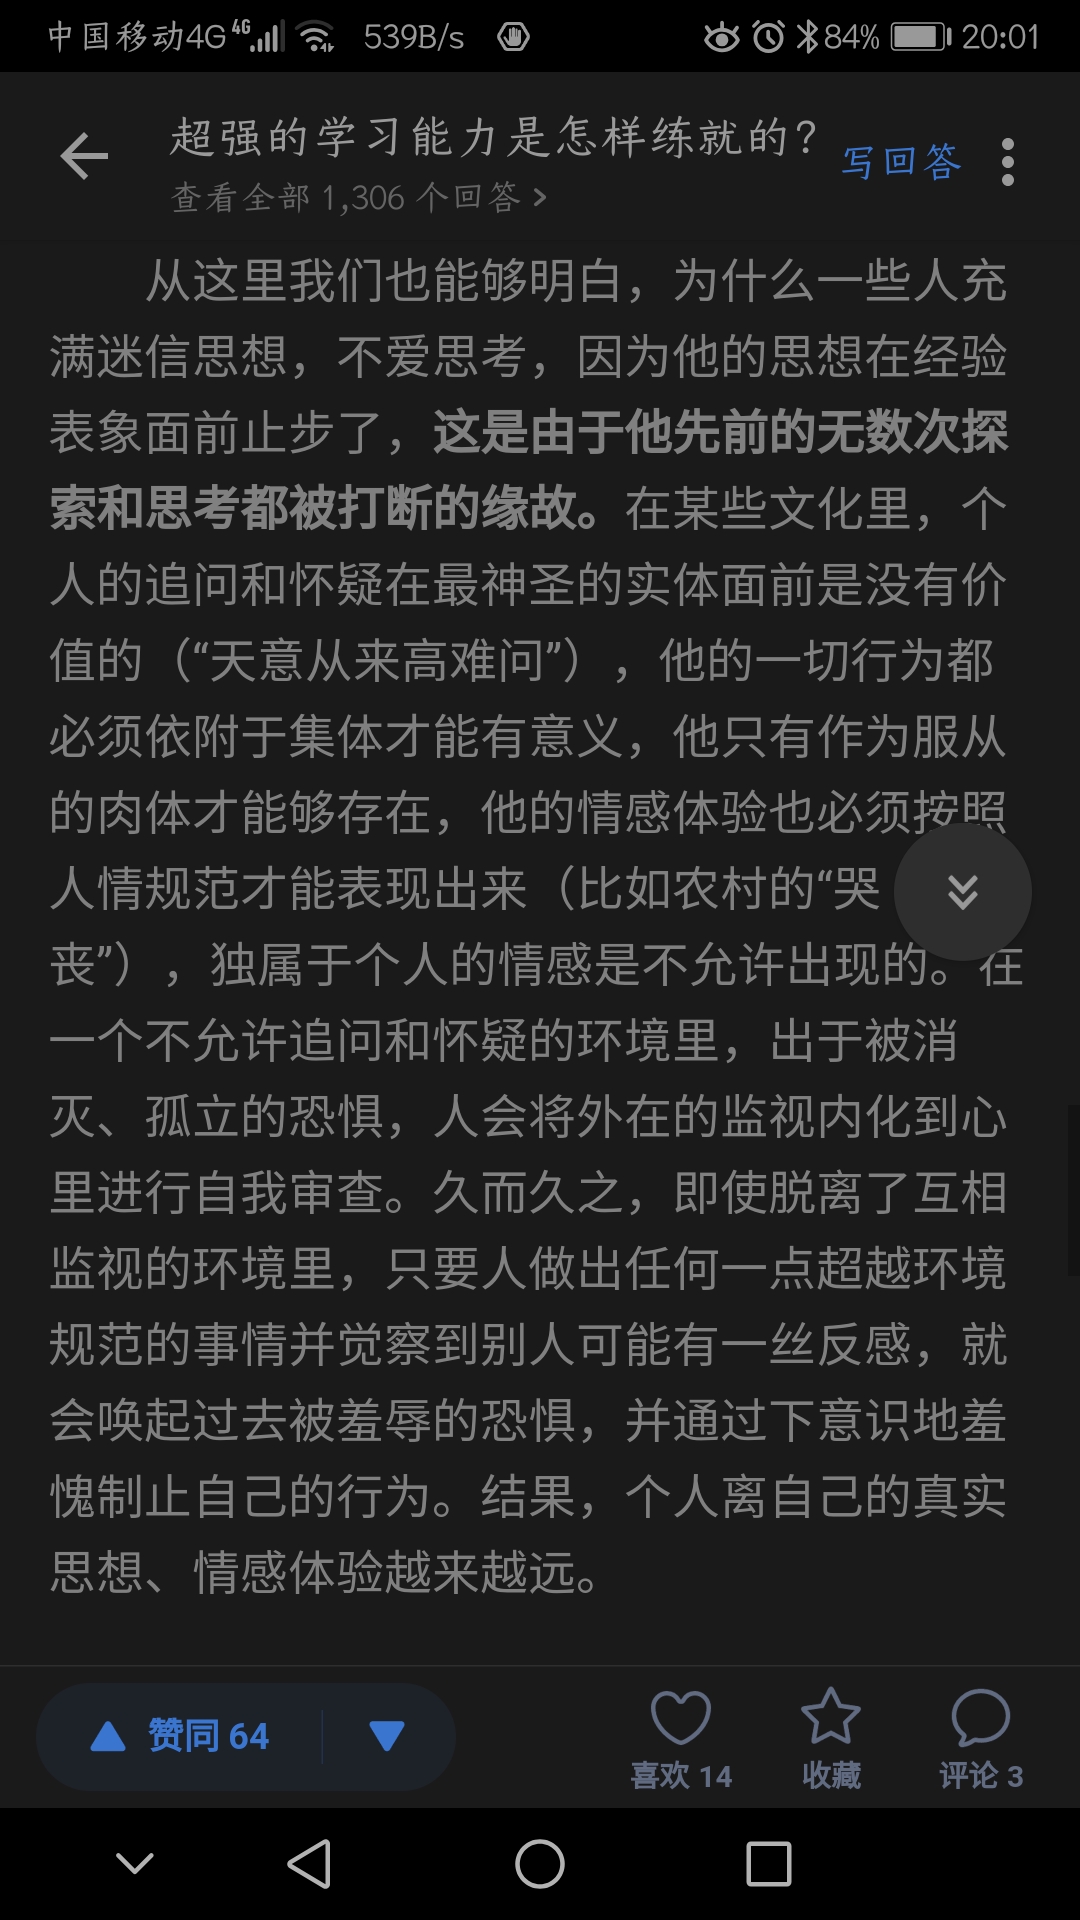 中国移动4G 4G 539B/s 84% 20:01
超强的学习能力是怎样练就的?
写回答
查看全部 1,306 个回答 >
从这里我们也能够明白，为什么一些人充
满迷信思想，不爱思考，因为他的思想在经验
表象面前止步了，这是由于他先前的无数次探
索和思考都被打断的缘故。在某些文化里，个
人的追问和怀疑在最神圣的实体面前是没有价
值的（“天意从来高难问”），他的一切行为都
必须依附于集体才能有意义，他只有作为服从
的肉体才能够存在，他的情感体验也必须按照
人情规范才能表现出来（比如农村的“哭
丧”），独属于个人的情感是不允许出现的。在
一个不允许追问和怀疑的环境里，出于被消
灭、孤立的恐惧，人会将外在的监视内化到心
里进行自我审查。久而久之，即使脱离了互相
监视的环境里，只要人做出任何一点超越环境
规范的事情并觉察到别人可能有一丝反感，就
会唤起过去被羞辱的恐惧，并通过下意识地羞
愧制止自己的行为。结果，个人离自己的真实
思想、情感体验越来越远。
赞同 64
喜欢 14
收藏
评论 3